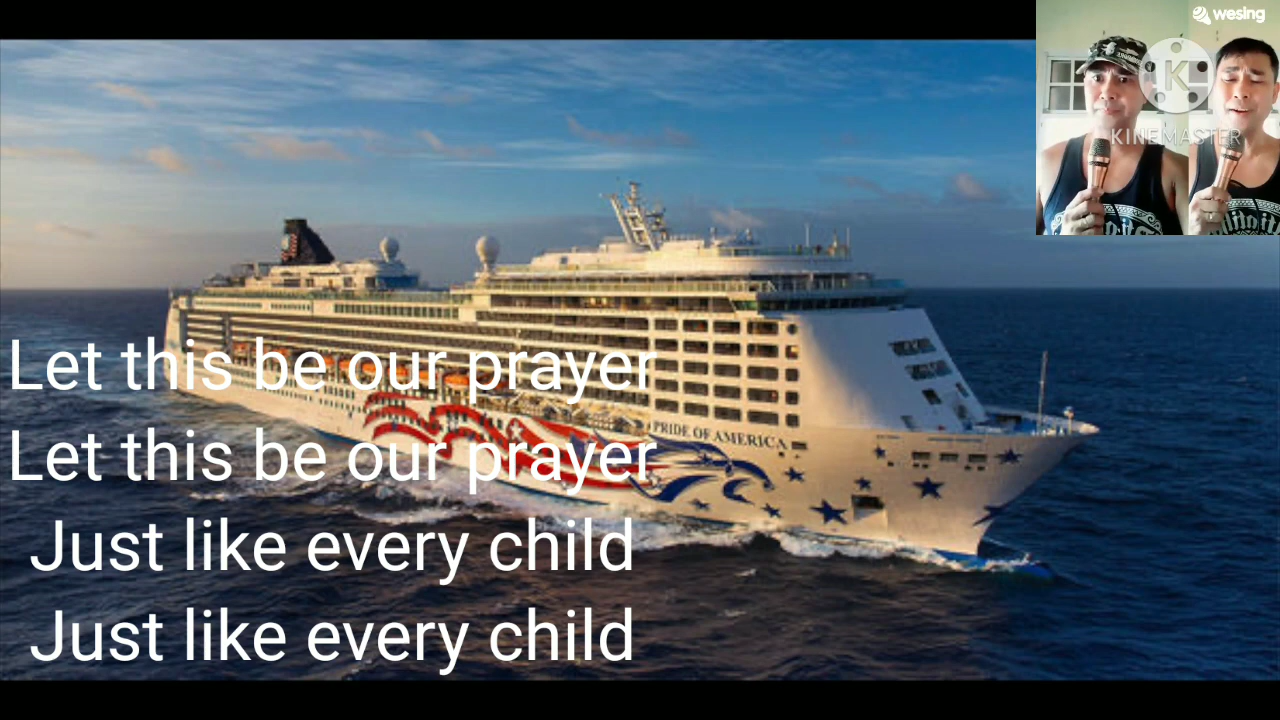 wesing
K
KINEMASTER
PRIDE OF AMERICA
Let this be our prayer
Let this be our prayer
Just like every child
Just like every child